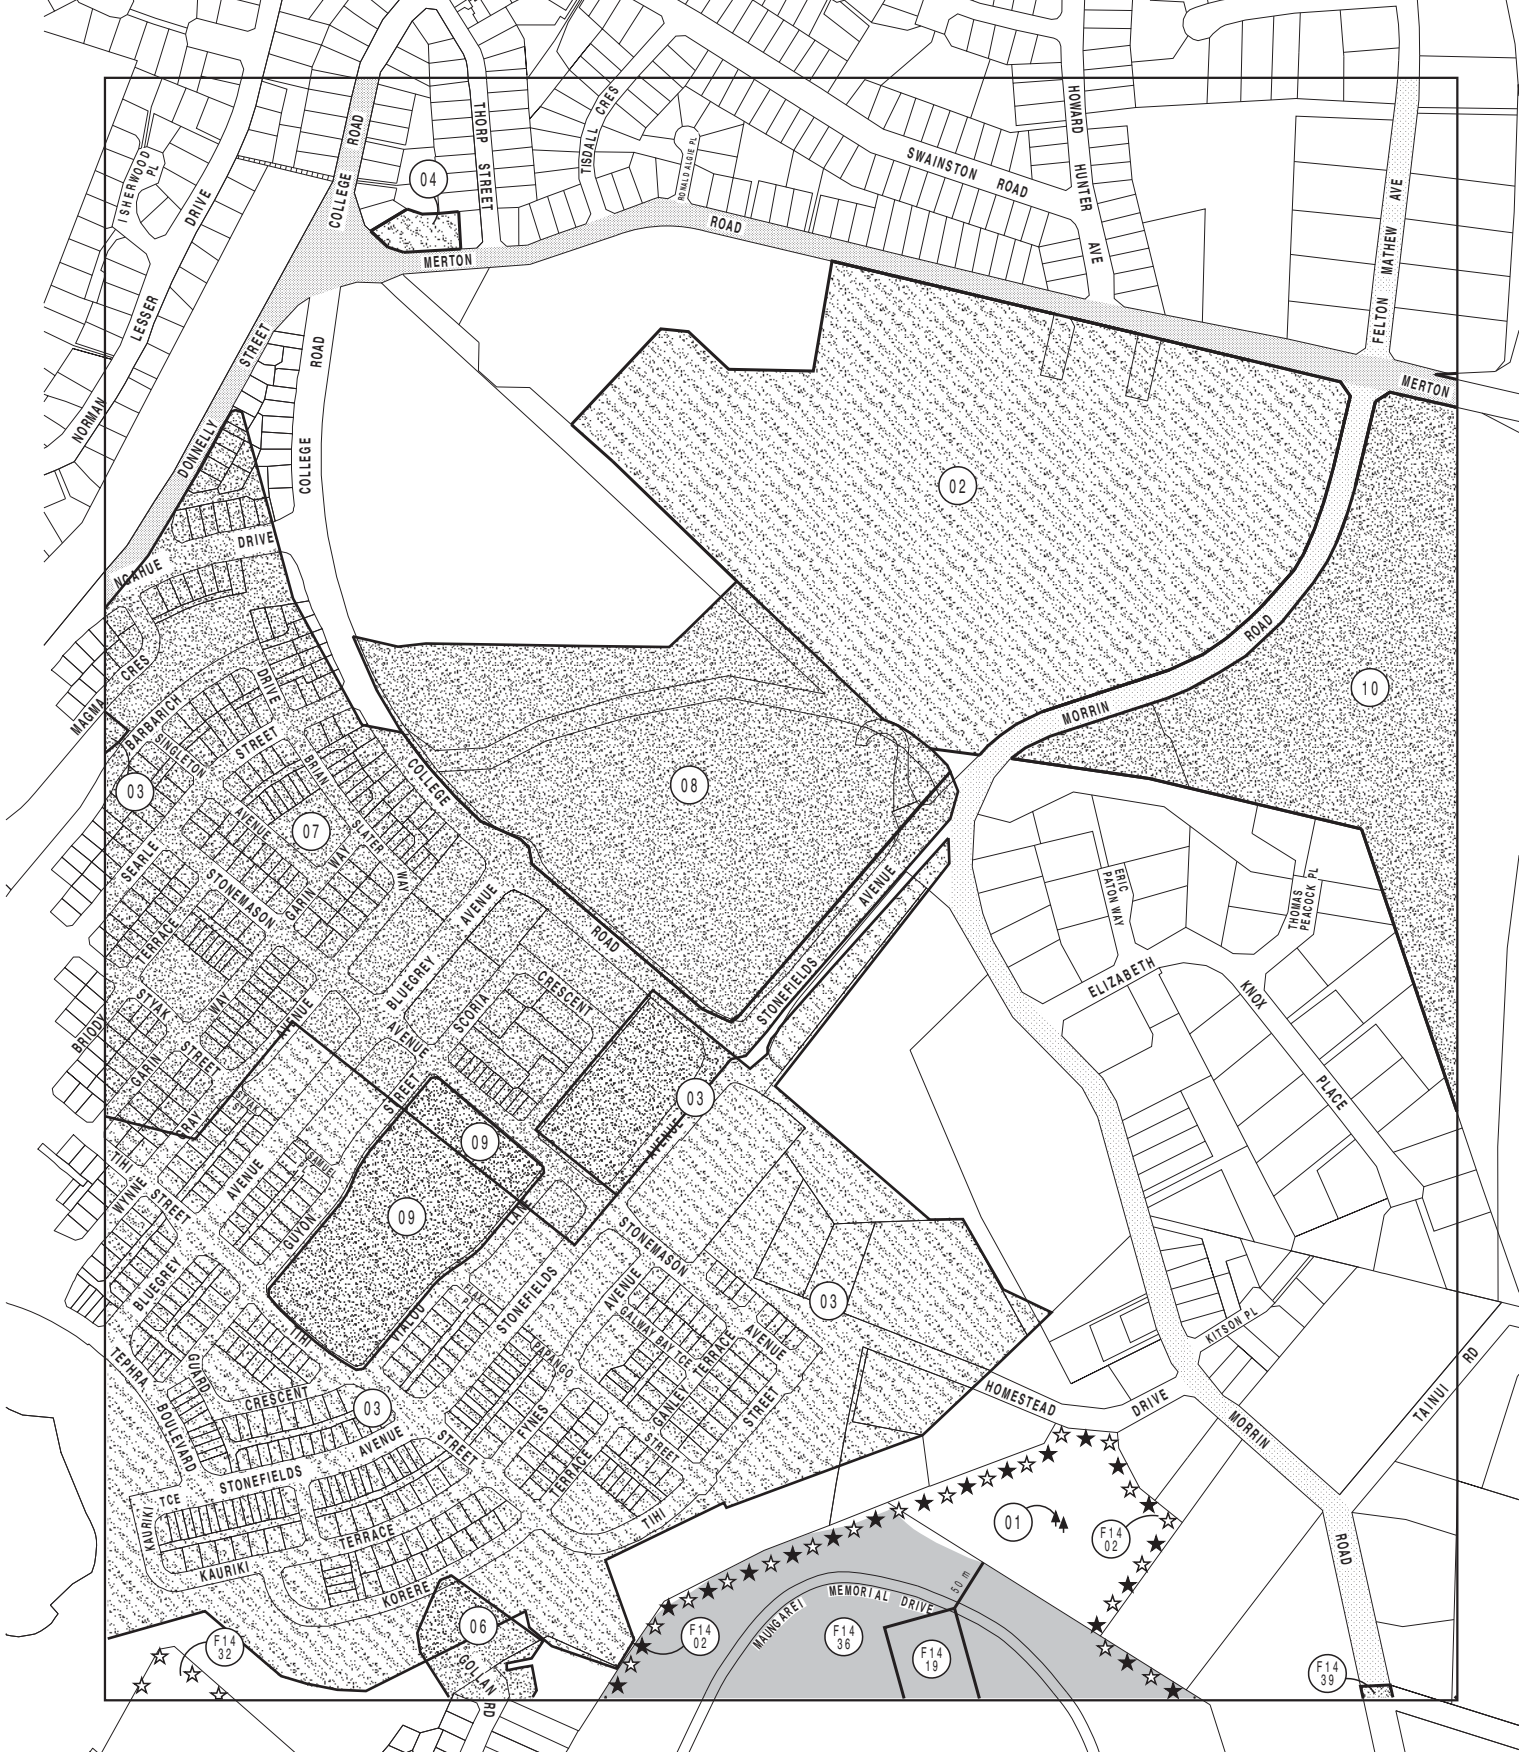 THORP STREET
TISDALL CRES
RONALD ALGIE PL
HOWARD HUNTER AVE
SWAINSTON ROAD
FELTON MATHEW AVE
ISHERWOOD PL
COLLEGE ROAD
04
NORMAN LESSER DRIVE
MERTON ROAD
MERTON
DONNELLY STREET
COLLEGE ROAD
02
NGAHUE DRIVE
MORRIN ROAD
10
MAGMA CRES
BARBARICH DRIVE
SINGLETON STREET
BRIAN SLATER WAY
03
07
08
COLLEGE ROAD
SEARLE TERRACE
STONEMASON AVENUE
GARIN WAY
BLUEGREY AVENUE
STONEFIELDS AVENUE
ERIC PATON WAY
THOMAS PEACOCK PL
ELIZABETH KNOX PLACE
SCORIA CRESCENT
BRIODY
STYAK STREET
GARIN WAY
GRAY AVENUE
AVENUE
STREET
03
AVENUE
09
09
TIHI STREET
WYNNE
AVENUE
GUYON
LANE
BLUEGREY
TIHI
STONEFIELDS
STONEMASON AVENUE
AVENUE
GALWAY BAY TCE
TERRACE
03
KITSON PL
TEPHRA BOULEVARD
GUARD CRESCENT
PAPANGO STREET
FYNES
GANLEY TERRACE
STREET
STREET
03
STONEFIELDS AVENUE
HOMESTEAD DRIVE
MORRIN ROAD
TAINUI RD
KAURIKI TCE
KAURIKI TERRACE
KORERE
TIHI
01
F14
02
06
GOLLAN RD
F14
32
F14
02
MAUNGAREI MEMORIAL DRIVE
50 m
F14
36
F14
19
F14
39